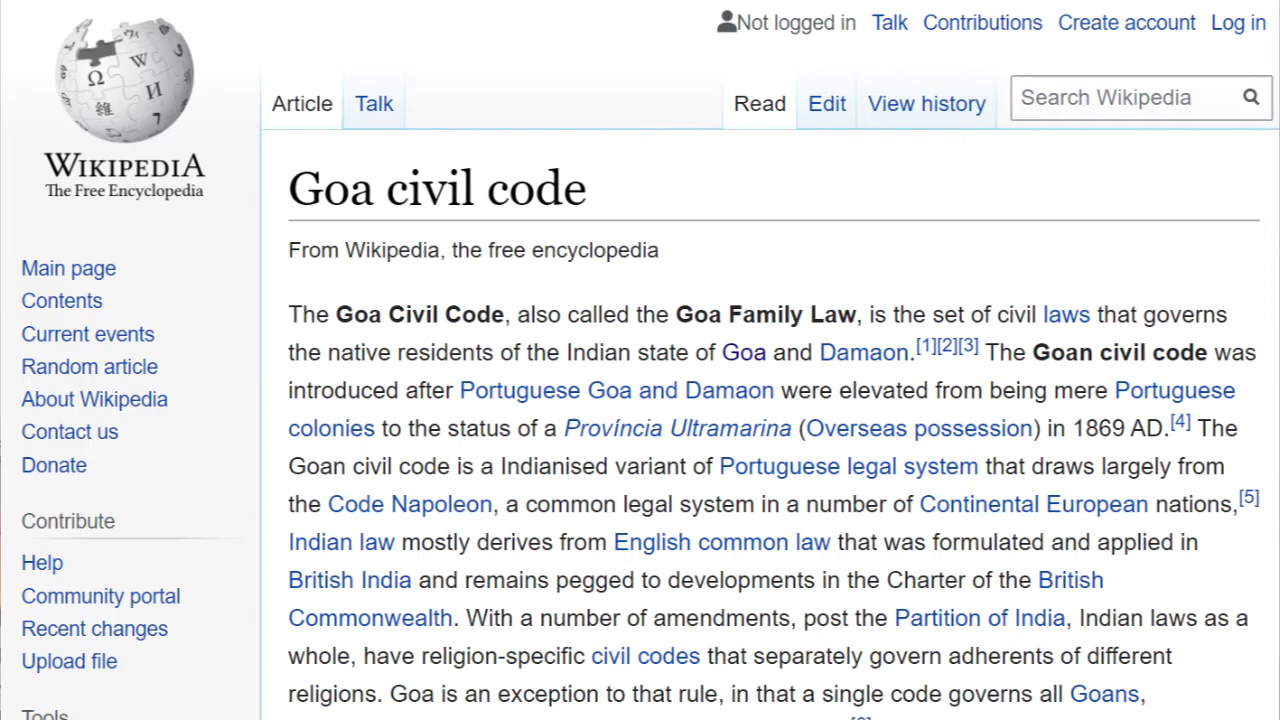 Not logged in Talk Contributions Create account Log in
Article Talk Read Edit View history Search Wikipedia
WIKIPEDIA
The Free Encyclopedia
Main page
Contents
Current events
Random article
About Wikipedia
Contact us
Donate
Contribute
Help
Community portal
Recent changes
Upload file
Tools
Goa civil code
From Wikipedia, the free encyclopedia
The Goa Civil Code, also called the Goa Family Law, is the set of civil laws that governs
the native residents of the Indian state of Goa and Damaon.[1][2][3] The Goan civil code was
introduced after Portuguese Goa and Damaon were elevated from being mere Portuguese
colonies to the status of a Província Ultramarina (Overseas possession) in 1869 AD.[4] The
Goan civil code is a Indianised variant of Portuguese legal system that draws largely from
the Code Napoleon, a common legal system in a number of Continental European nations,[5]
Indian law mostly derives from English common law that was formulated and applied in
British India and remains pegged to developments in the Charter of the British
Commonwealth. With a number of amendments, post the Partition of India, Indian laws as a
whole, have religion-specific civil codes that separately govern adherents of different
religions. Goa is an exception to that rule, in that a single code governs all Goans,